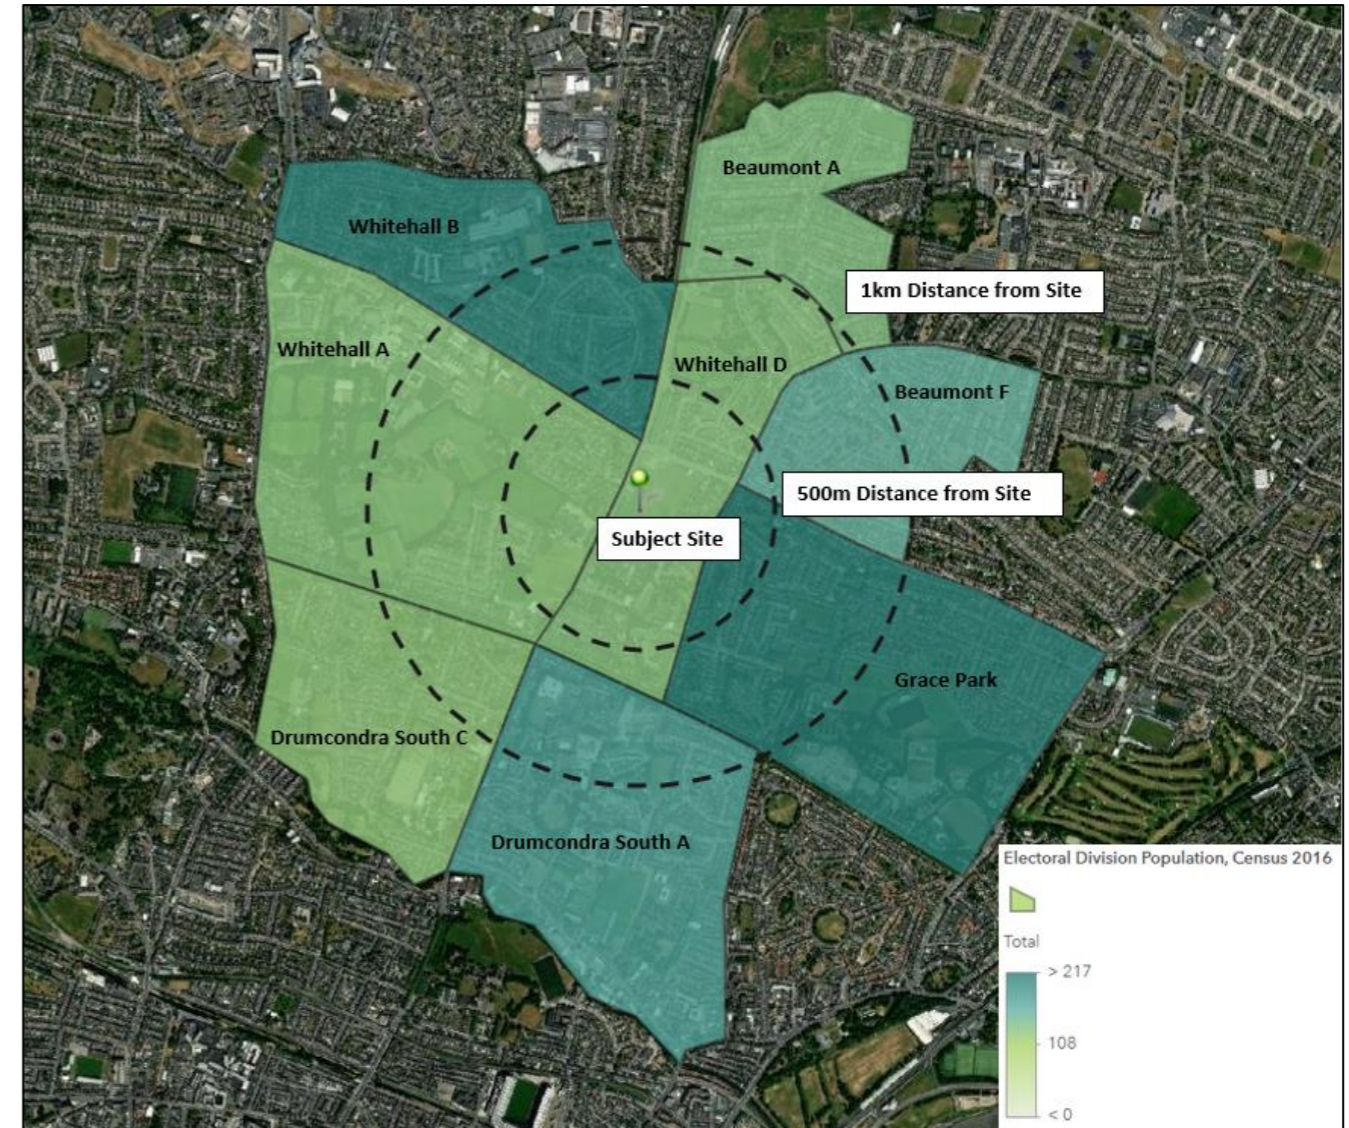 Beaumont A
Whitehall B
1km Distance from Site
Whitehall A
Whitehall D
Beaumont F
500m Distance from Site
Subject Site
Grace Park
Drumcondra South C
Drumcondra South A
Electoral Division Population, Census 2016
Total
> 217
108
< 0